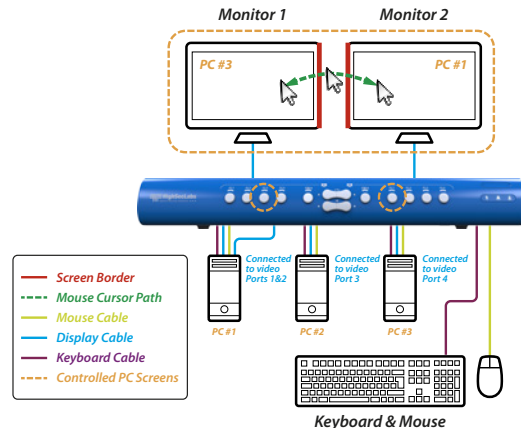 Monitor 1
Monitor 2
PC #3
PC #1
HighSecLabs
Connected
to video
Ports 1&2
Connected
to video
Port 3
Connected
to video
Port 4
PC #1
PC #2
PC #3
Screen Border
Mouse Cursor Path
Mouse Cable
Display Cable
Keyboard Cable
Controlled PC Screens
Keyboard & Mouse